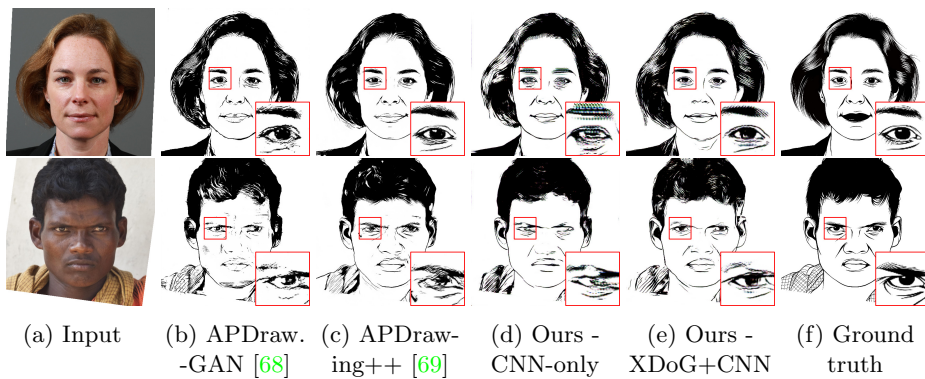 (a) Input
(b) APDraw.
-GAN [68]
(c) APDraw-
ing++ [69]
(d) Ours -
CNN-only
(e) Ours -
XDoG+CNN
(f) Ground
truth